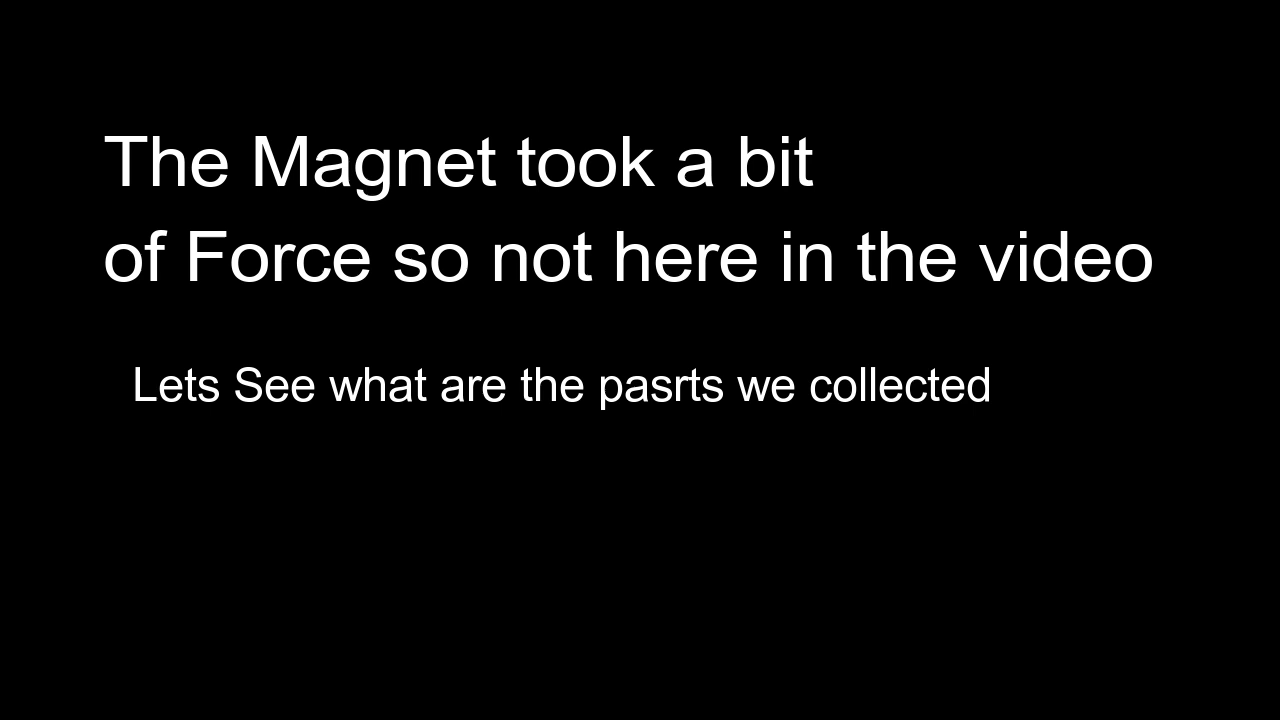 The Magnet took a bit
of Force so not here in the video
Lets See what are the pasrts we collected